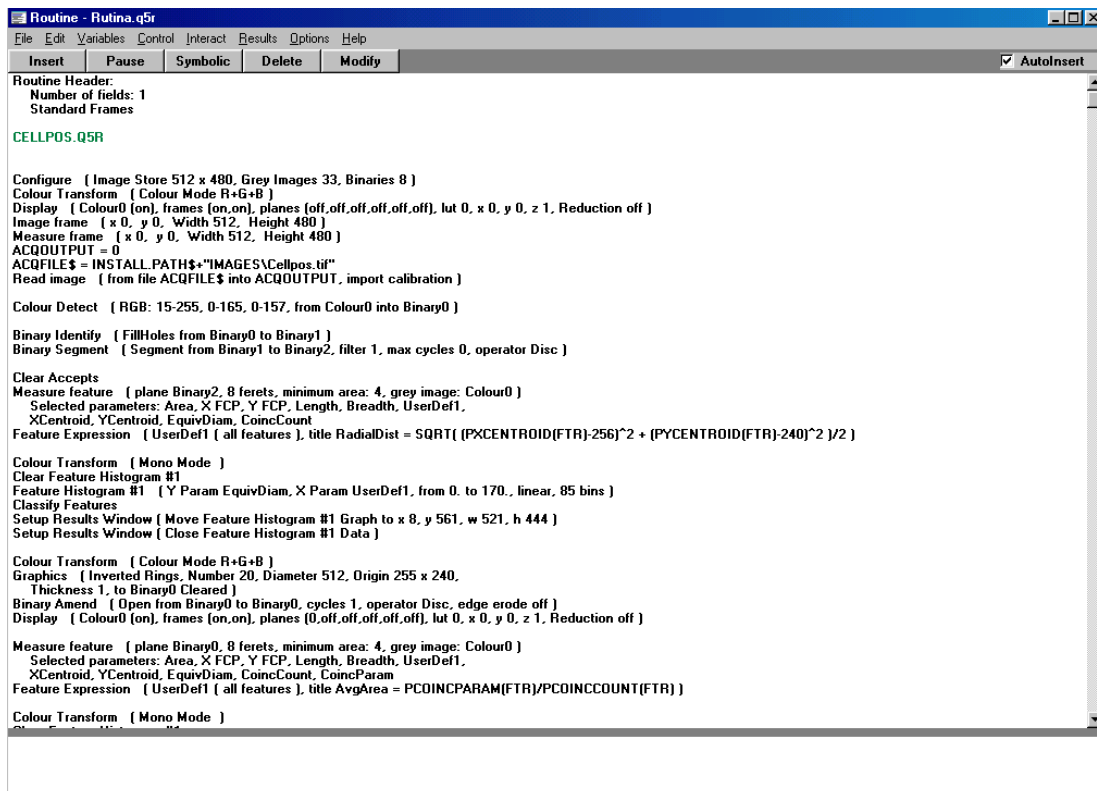 Routine - Rutina.q5r
File Edit Variables Control Interact Results Options Help
Insert Pause Symbolic Delete Modify AutoInsert
Routine Header:
Number of fields: 1
Standard Frames
CELLPOS.Q5R
Configure ( Image Store 512 x 480, Grey Images 33, Binaries 8 )
Colour Transform ( Colour Mode R+G+B )
Display ( Colour0 (on), frames (on,on), planes (off,off,off,off,off,off), lut 0, x 0, y 0, z 1, Reduction off )
Image frame ( x 0, y 0, Width 512, Height 480 )
Measure frame ( x 0, y 0, Width 512, Height 480 )
ACQOUTPUT = 0
ACQFILE$ = INSTALL.PATH$+"IMAGES\Cellpos.tif"
Read image ( from file ACQFILE$ into ACQOUTPUT, import calibration )
Colour Detect ( RGB: 15-255, 0-165, 0-157, from Colour0 into Binary0 )
Binary Identify ( FillHoles from Binary0 to Binary1 )
Binary Segment ( Segment from Binary1 to Binary2, filter 1, max cycles 0, operator Disc )
Clear Accepts
Measure feature ( plane Binary2, 8 ferets, minimum area: 4, grey image: Colour0 )
Selected parameters: Area, X FCP, Y FCP, Length, Breadth, UserDef1,
XCentroid, YCentroid, EquivDiam, CoincCount
Feature Expression ( UserDef1 ( all features ), title RadialDist = SQRT( (PXCENTROID(FTR)-256)^2 + (PYCENTROID(FTR)-240)^2 )/2 )
Colour Transform ( Mono Mode )
Clear Feature Histogram #1
Feature Histogram #1 ( Y Param EquivDiam, X Param UserDef1, from 0. to 170., linear, 85 bins )
Classify Features
Setup Results Window ( Move Feature Histogram #1 Graph to x 8, y 561, w 521, h 444 )
Setup Results Window ( Close Feature Histogram #1 Data )
Colour Transform ( Colour Mode R+G+B )
Graphics ( Inverted Rings, Number 20, Diameter 512, Origin 255 x 240,
Thickness 1, to Binary0 Cleared )
Binary Amend ( Open from Binary0 to Binary0, cycles 1, operator Disc, edge erode off )
Display ( Colour0 (on), frames (on,on), planes (0,off,off,off,off,off), lut 0, x 0, y 0, z 1, Reduction off )
Measure feature ( plane Binary0, 8 ferets, minimum area: 4, grey image: Colour0 )
Selected parameters: Area, X FCP, Y FCP, Length, Breadth, UserDef1,
XCentroid, YCentroid, EquivDiam, CoincCount, CoincParam
Feature Expression ( UserDef1 ( all features ), title AvgArea = PCOINCPARAM(FTR)/PCOINCCOUNT(FTR) )
Colour Transform ( Mono Mode )